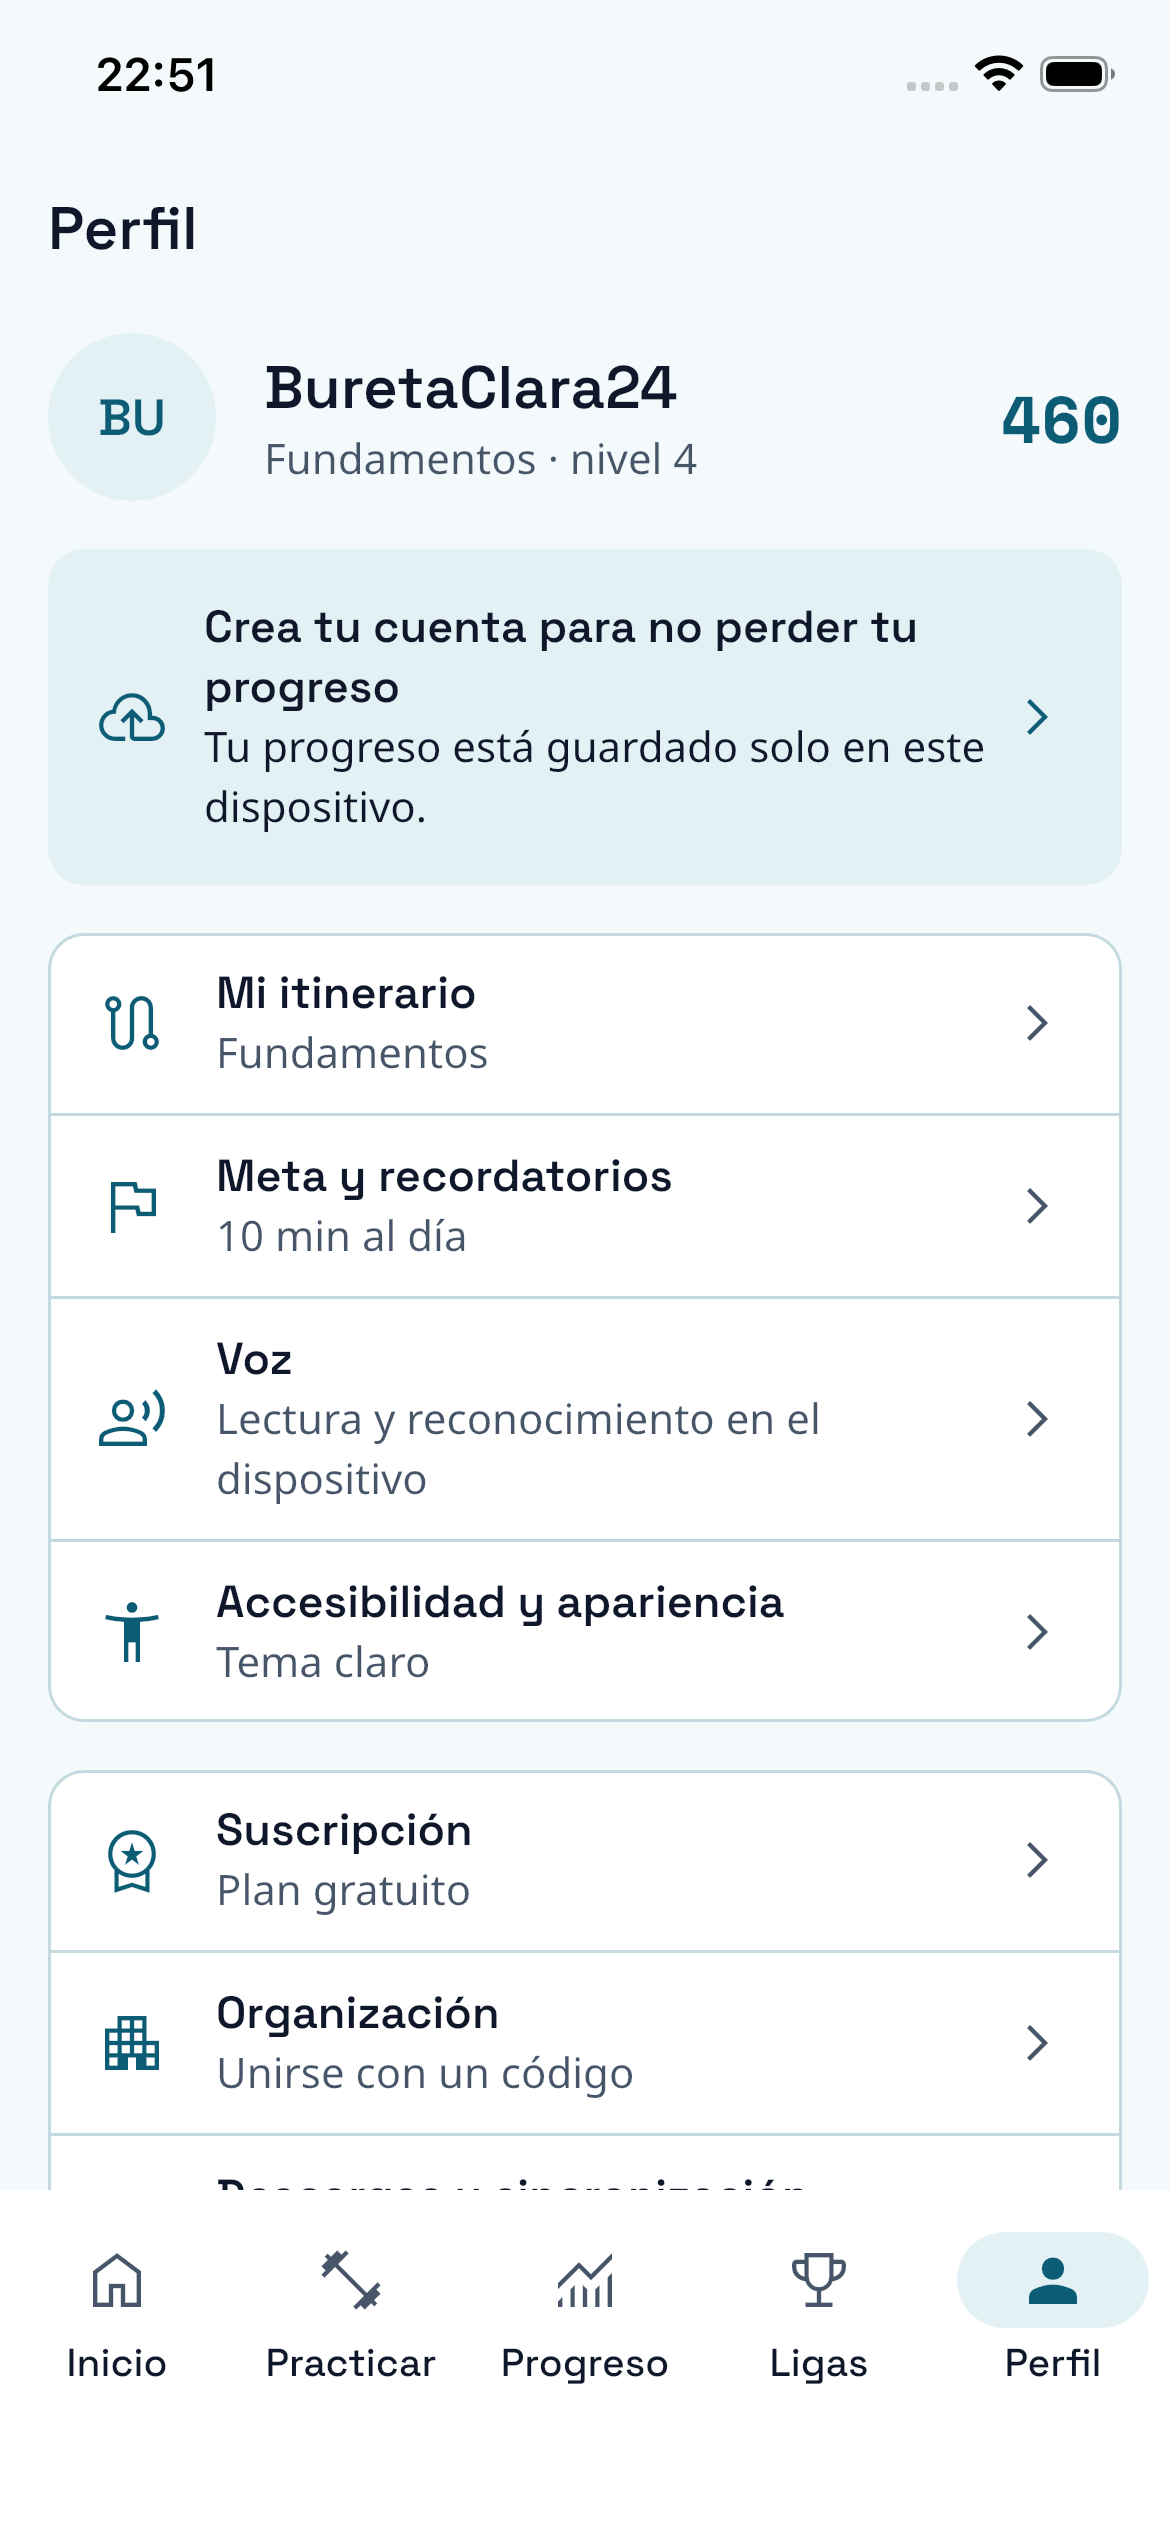 22:51
Perfil
BU
BuretaClara24
Fundamentos · nivel 4
460
Crea tu cuenta para no perder tu
progreso
Tu progreso está guardado solo en este
dispositivo.
Mi itinerario
Fundamentos
Meta y recordatorios
10 min al día
Voz
Lectura y reconocimiento en el
dispositivo
Accesibilidad y apariencia
Tema claro
Suscripción
Plan gratuito
Organización
Unirse con un código
Descargas y sincronización
Inicio
Practicar
Progreso
Ligas
Perfil